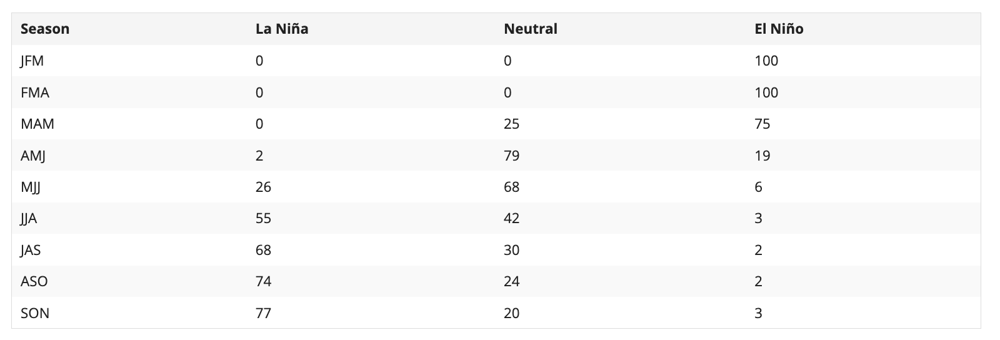 Season La Niña Neutral El Niño
JFM 0 0 100
FMA 0 0 100
MAM 0 25 75
AMJ 2 79 19
MJJ 26 68 6
JJA 55 42 3
JAS 68 30 2
ASO 74 24 2
SON 77 20 3